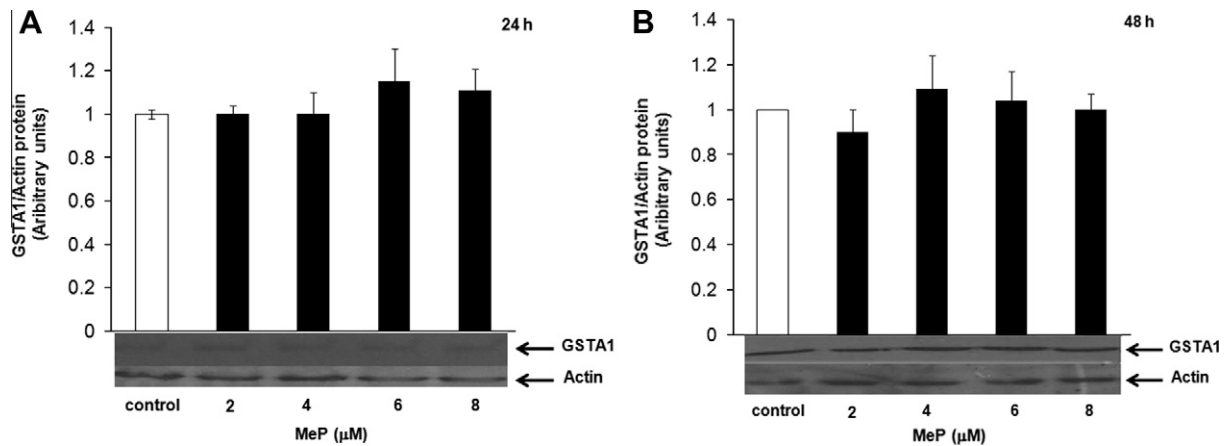 A
24 h
GSTA1/Actin protein
(Aribitrary units)
1.4
1.2
1
0.8
0.6
0.4
0.2
0
GSTA1
Actin
control 2 4 6 8
MeP (μM)
B
48 h
GSTA1/Actin protein
(Aribitrary units)
1.4
1.2
1
0.8
0.6
0.4
0.2
0
GSTA1
Actin
control 2 4 6 8
MeP (μM)